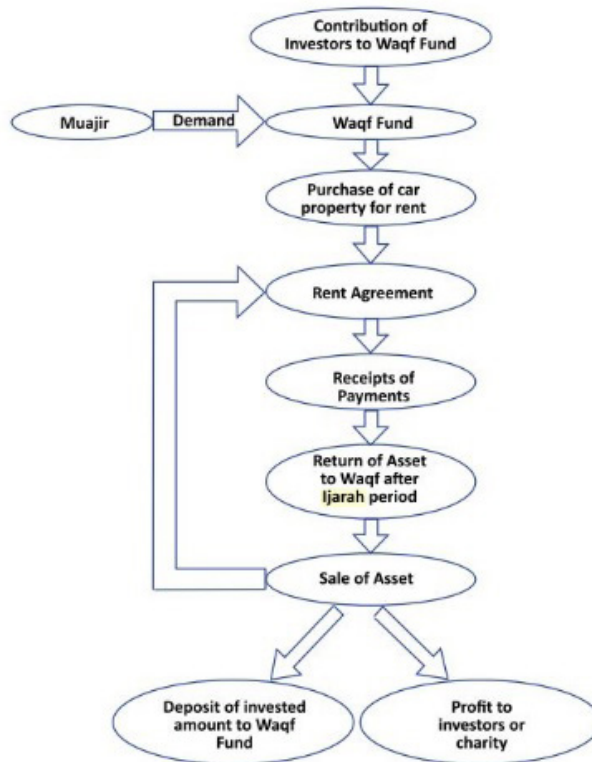 Contribution of
Investors to Waqf Fund
Muajir
Demand
Waqf Fund
Purchase of car
property for rent
Rent Agreement
Receipts of
Payments
Return of Asset
to Waqf after
Ijarah period
Sale of Asset
Deposit of invested
amount to Waqf
Fund
Profit to
investors or
charity